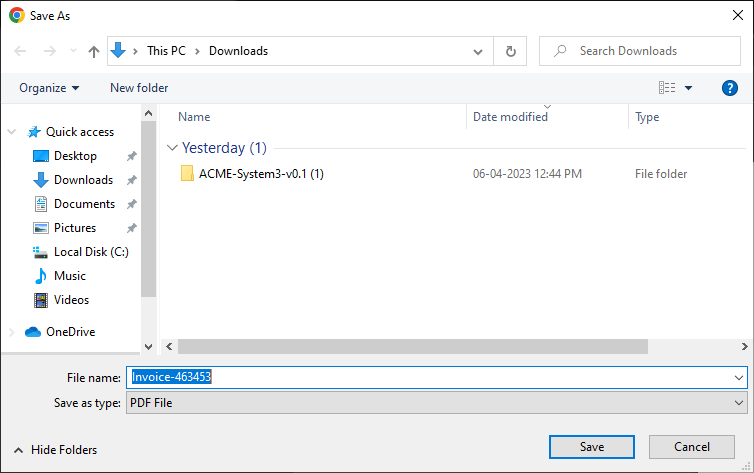 Save As
This PC > Downloads
Search Downloads
Organize New folder
?
Name Date modified Type
Quick access
Desktop
Downloads
Documents
Pictures
Local Disk (C:)
Music
Videos
OneDrive
Yesterday (1)
ACME-System3-v0.1 (1) 06-04-2023 12:44 PM File folder
File name: Invoice-463453
Save as type: PDF File
Hide Folders
Save Cancel